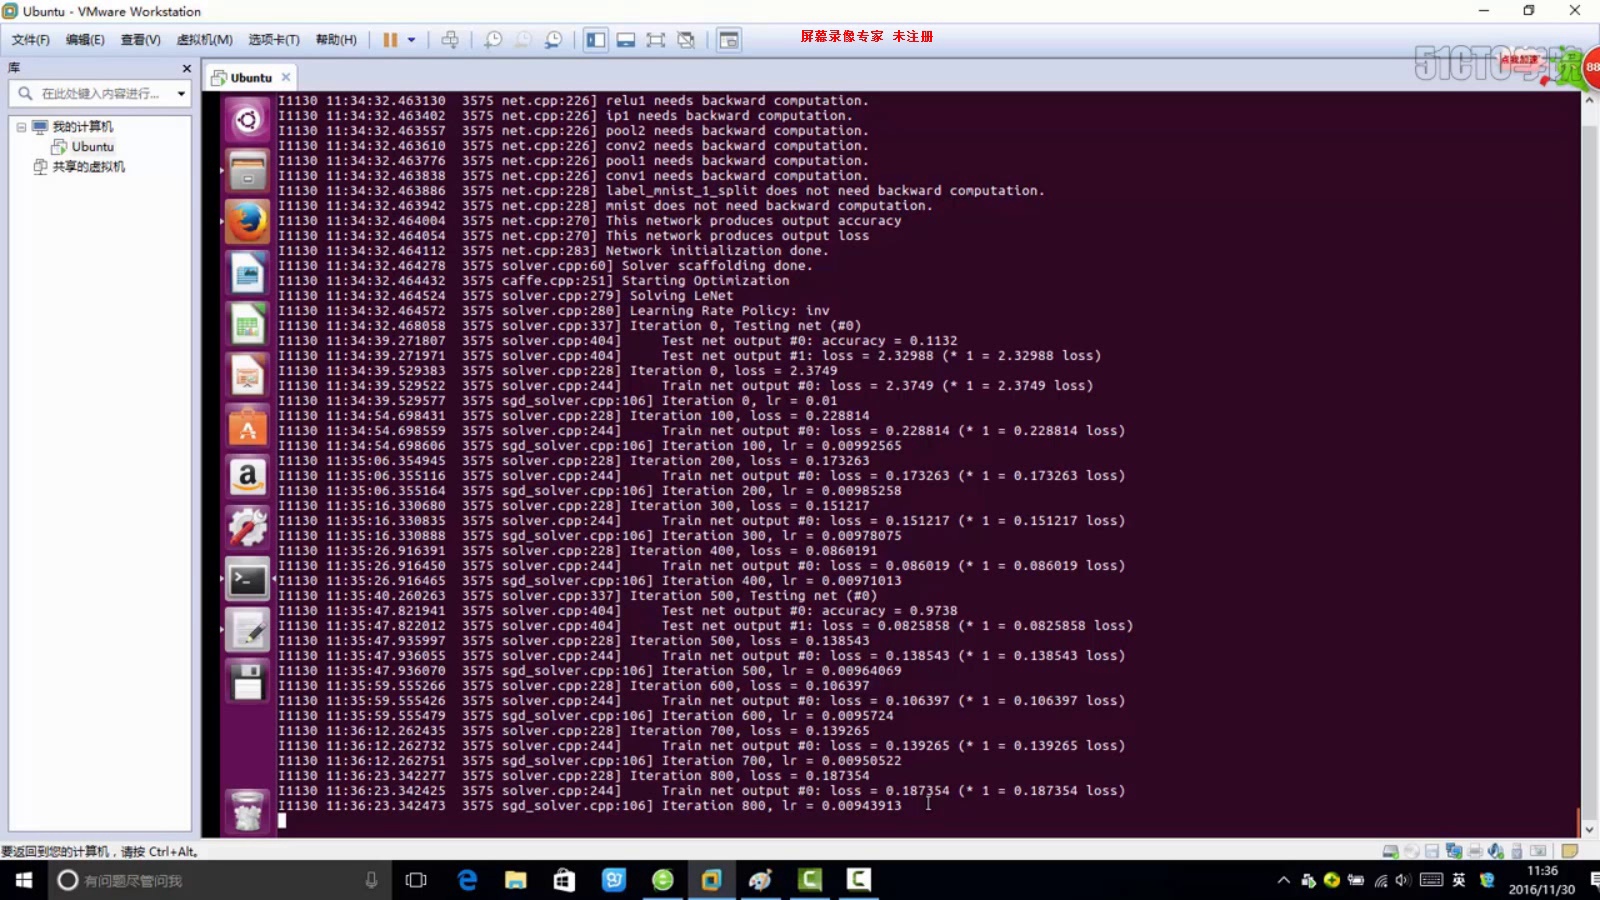 Ubuntu - VMware Workstation
文件(F) 编辑(E) 查看(V) 虚拟机(M) 选项卡(T) 帮助(H)
屏幕录像专家 未注册
51CTO学院
点我加速
88
库
Ubuntu
在此处键入内容进行...
我的计算机
Ubuntu
共享的虚拟机
I1130 11:34:32.463130  3575 net.cpp:226] relu1 needs backward computation.
I1130 11:34:32.463402  3575 net.cpp:226] ip1 needs backward computation.
I1130 11:34:32.463557  3575 net.cpp:226] pool2 needs backward computation.
I1130 11:34:32.463610  3575 net.cpp:226] conv2 needs backward computation.
I1130 11:34:32.463776  3575 net.cpp:226] pool1 needs backward computation.
I1130 11:34:32.463838  3575 net.cpp:226] conv1 needs backward computation.
I1130 11:34:32.463886  3575 net.cpp:228] label_mnist_1_split does not need backward computation.
I1130 11:34:32.463942  3575 net.cpp:228] mnist does not need backward computation.
I1130 11:34:32.464004  3575 net.cpp:270] This network produces output accuracy
I1130 11:34:32.464054  3575 net.cpp:270] This network produces output loss
I1130 11:34:32.464112  3575 net.cpp:283] Network initialization done.
I1130 11:34:32.464278  3575 solver.cpp:60] Solver scaffolding done.
I1130 11:34:32.464432  3575 caffe.cpp:251] Starting Optimization
I1130 11:34:32.464524  3575 solver.cpp:279] Solving LeNet
I1130 11:34:32.464572  3575 solver.cpp:280] Learning Rate Policy: inv
I1130 11:34:32.468058  3575 solver.cpp:337] Iteration 0, Testing net (#0)
I1130 11:34:39.271807  3575 solver.cpp:404]     Test net output #0: accuracy = 0.1132
I1130 11:34:39.271971  3575 solver.cpp:404]     Test net output #1: loss = 2.32988 (* 1 = 2.32988 loss)
I1130 11:34:39.529383  3575 solver.cpp:228] Iteration 0, loss = 2.3749
I1130 11:34:39.529522  3575 solver.cpp:244]     Train net output #0: loss = 2.3749 (* 1 = 2.3749 loss)
I1130 11:34:39.529577  3575 sgd_solver.cpp:106] Iteration 0, lr = 0.01
I1130 11:34:54.698431  3575 solver.cpp:228] Iteration 100, loss = 0.228814
I1130 11:34:54.698559  3575 solver.cpp:244]     Train net output #0: loss = 0.228814 (* 1 = 0.228814 loss)
I1130 11:34:54.698606  3575 sgd_solver.cpp:106] Iteration 100, lr = 0.00992565
I1130 11:35:06.354945  3575 solver.cpp:228] Iteration 200, loss = 0.173263
I1130 11:35:06.355116  3575 solver.cpp:244]     Train net output #0: loss = 0.173263 (* 1 = 0.173263 loss)
I1130 11:35:06.355164  3575 sgd_solver.cpp:106] Iteration 200, lr = 0.00985258
I1130 11:35:16.330680  3575 solver.cpp:228] Iteration 300, loss = 0.151217
I1130 11:35:16.330835  3575 solver.cpp:244]     Train net output #0: loss = 0.151217 (* 1 = 0.151217 loss)
I1130 11:35:16.330888  3575 sgd_solver.cpp:106] Iteration 300, lr = 0.00978075
I1130 11:35:26.916391  3575 solver.cpp:228] Iteration 400, loss = 0.0860191
I1130 11:35:26.916450  3575 solver.cpp:244]     Train net output #0: loss = 0.086019 (* 1 = 0.086019 loss)
I1130 11:35:26.916465  3575 sgd_solver.cpp:106] Iteration 400, lr = 0.00971013
I1130 11:35:40.260263  3575 solver.cpp:337] Iteration 500, Testing net (#0)
I1130 11:35:47.821941  3575 solver.cpp:404]     Test net output #0: accuracy = 0.9738
I1130 11:35:47.822012  3575 solver.cpp:404]     Test net output #1: loss = 0.0825858 (* 1 = 0.0825858 loss)
I1130 11:35:47.935997  3575 solver.cpp:228] Iteration 500, loss = 0.138543
I1130 11:35:47.936055  3575 solver.cpp:244]     Train net output #0: loss = 0.138543 (* 1 = 0.138543 loss)
I1130 11:35:47.936070  3575 sgd_solver.cpp:106] Iteration 500, lr = 0.00964069
I1130 11:35:59.555266  3575 solver.cpp:228] Iteration 600, loss = 0.106397
I1130 11:35:59.555426  3575 solver.cpp:244]     Train net output #0: loss = 0.106397 (* 1 = 0.106397 loss)
I1130 11:35:59.555479  3575 sgd_solver.cpp:106] Iteration 600, lr = 0.0095724
I1130 11:36:12.262435  3575 solver.cpp:228] Iteration 700, loss = 0.139265
I1130 11:36:12.262732  3575 solver.cpp:244]     Train net output #0: loss = 0.139265 (* 1 = 0.139265 loss)
I1130 11:36:12.262751  3575 sgd_solver.cpp:106] Iteration 700, lr = 0.00950522
I1130 11:36:23.342277  3575 solver.cpp:228] Iteration 800, loss = 0.187354
I1130 11:36:23.342425  3575 solver.cpp:244]     Train net output #0: loss = 0.187354 (* 1 = 0.187354 loss)
I1130 11:36:23.342473  3575 sgd_solver.cpp:106] Iteration 800, lr = 0.00943913
要返回到您的计算机，请按 Ctrl+Alt。
有问题尽管问我
英
11:36
2016/11/30